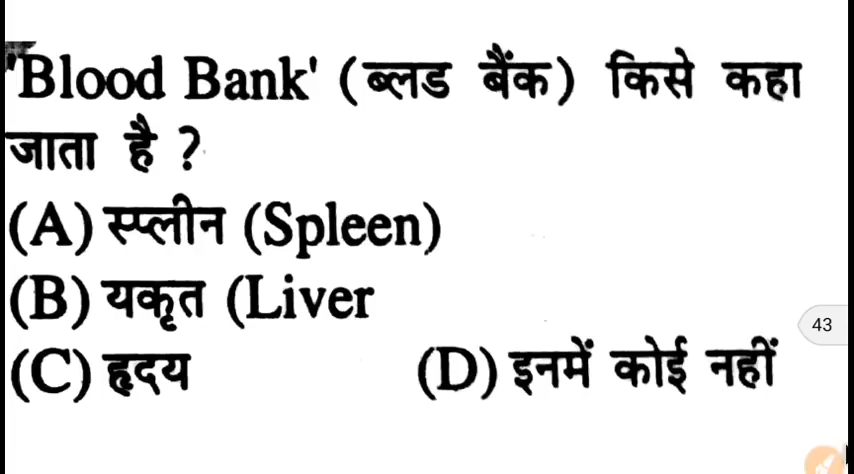 'Blood Bank' (ब्लड बैंक) किसे कहा
जाता है ?
(A) स्प्लीन (Spleen)
(B) यकृत (Liver
(C) हृदय (D) इनमें कोई नहीं
43